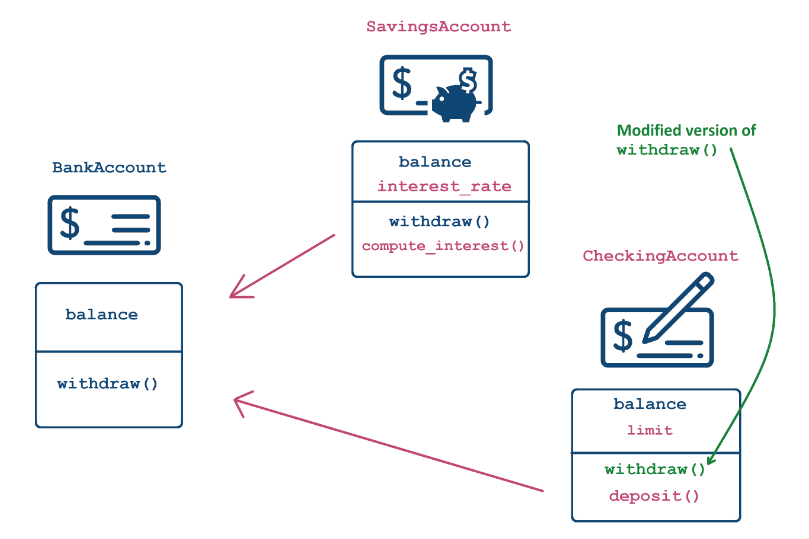 SavingsAccount
$
$
balance
interest_rate
withdraw()
compute_interest()
BankAccount
$
balance
withdraw()
Modified version of
withdraw()
CheckingAccount
$
balance
limit
withdraw()
deposit()